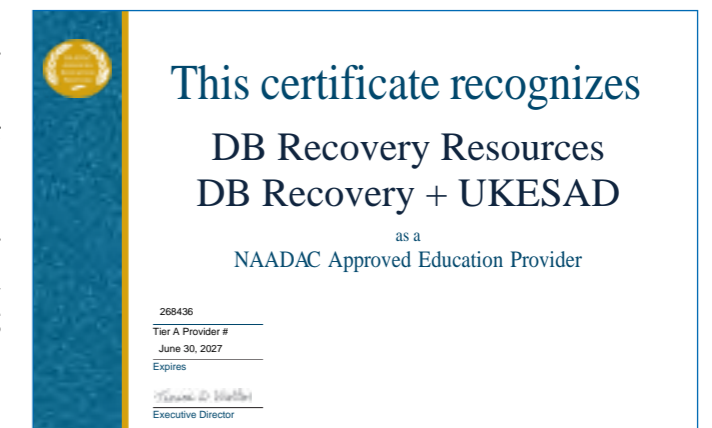 This certificate recognizes
DB Recovery Resources
DB Recovery + UKESAD
as a
NAADAC Approved Education Provider
268436
Tier A Provider #
June 30, 2027
Expires
Executive Director